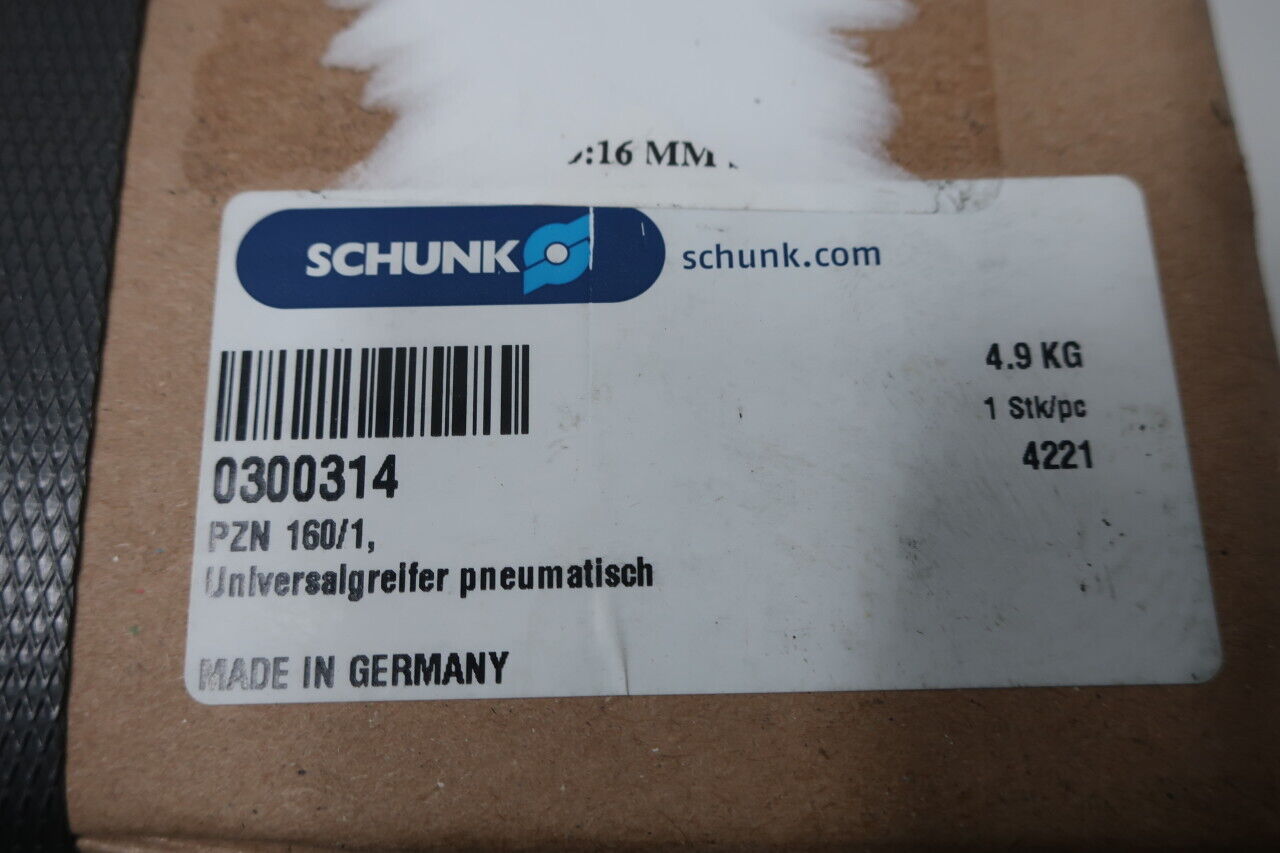 :16 MM
SCHUNK schunk.com
4.9 KG
1 Stk/pc
4221
0300314
PZN 160/1,
Universalgreifer pneumatisch
MADE IN GERMANY